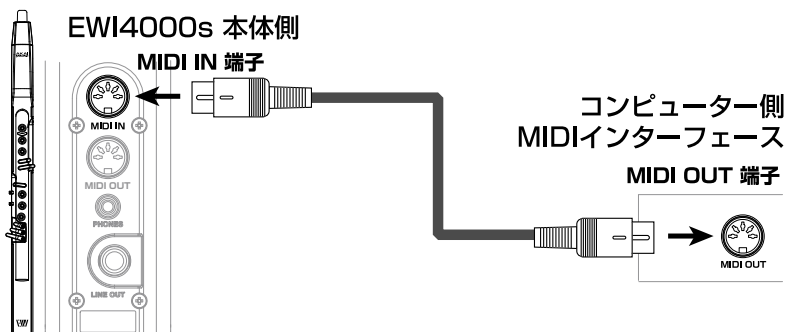 EWI4000s 本体側
MIDI IN 端子
AKAI
MIDI IN
MIDI OUT
PHONES
LINE OUT
コンピューター側
MIDIインターフェース
MIDI OUT 端子
MIDI OUT